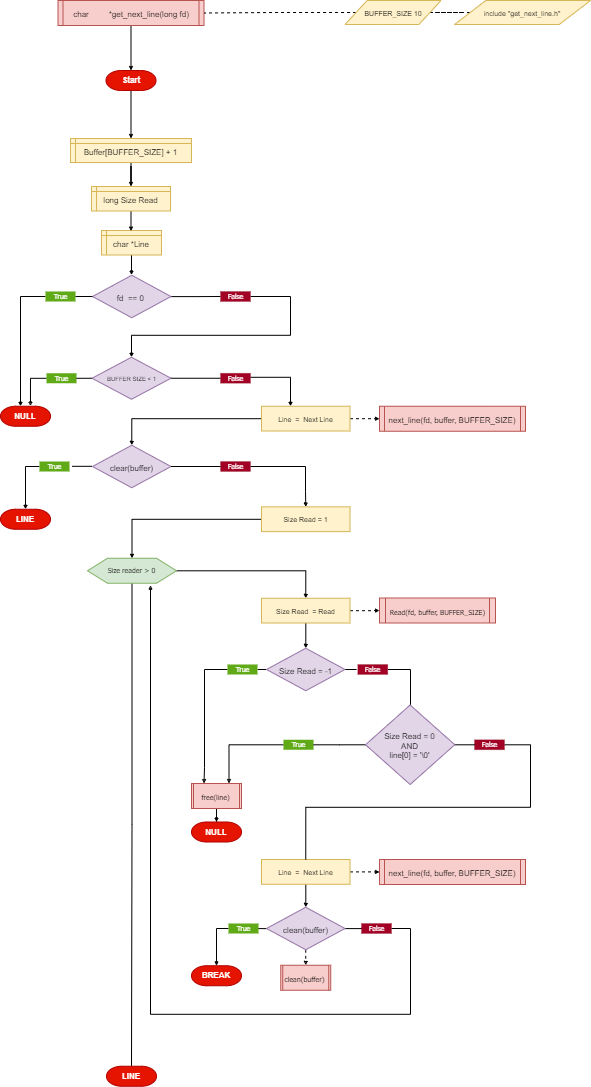 char *get_next_line(long fd)
BUFFER_SIZE 10
include "get_next_line.h"
Start
Buffer[BUFFER_SIZE] + 1
long Size Read
char *Line
True
fd == 0
False
True
BUFFER SIZE < 1
False
NULL
Line = Next Line
next_line(fd, buffer, BUFFER_SIZE)
True
clear(buffer)
False
LINE
Size Read = 1
Size reader > 0
Size Read = Read
Read(fd, buffer, BUFFER_SIZE)
True
Size Read = -1
False
True
Size Read = 0
AND
line[0] = '\0'
False
free(line)
NULL
Line = Next Line
next_line(fd, buffer, BUFFER_SIZE)
True
clean(buffer)
False
BREAK
clean(buffer)
LINE